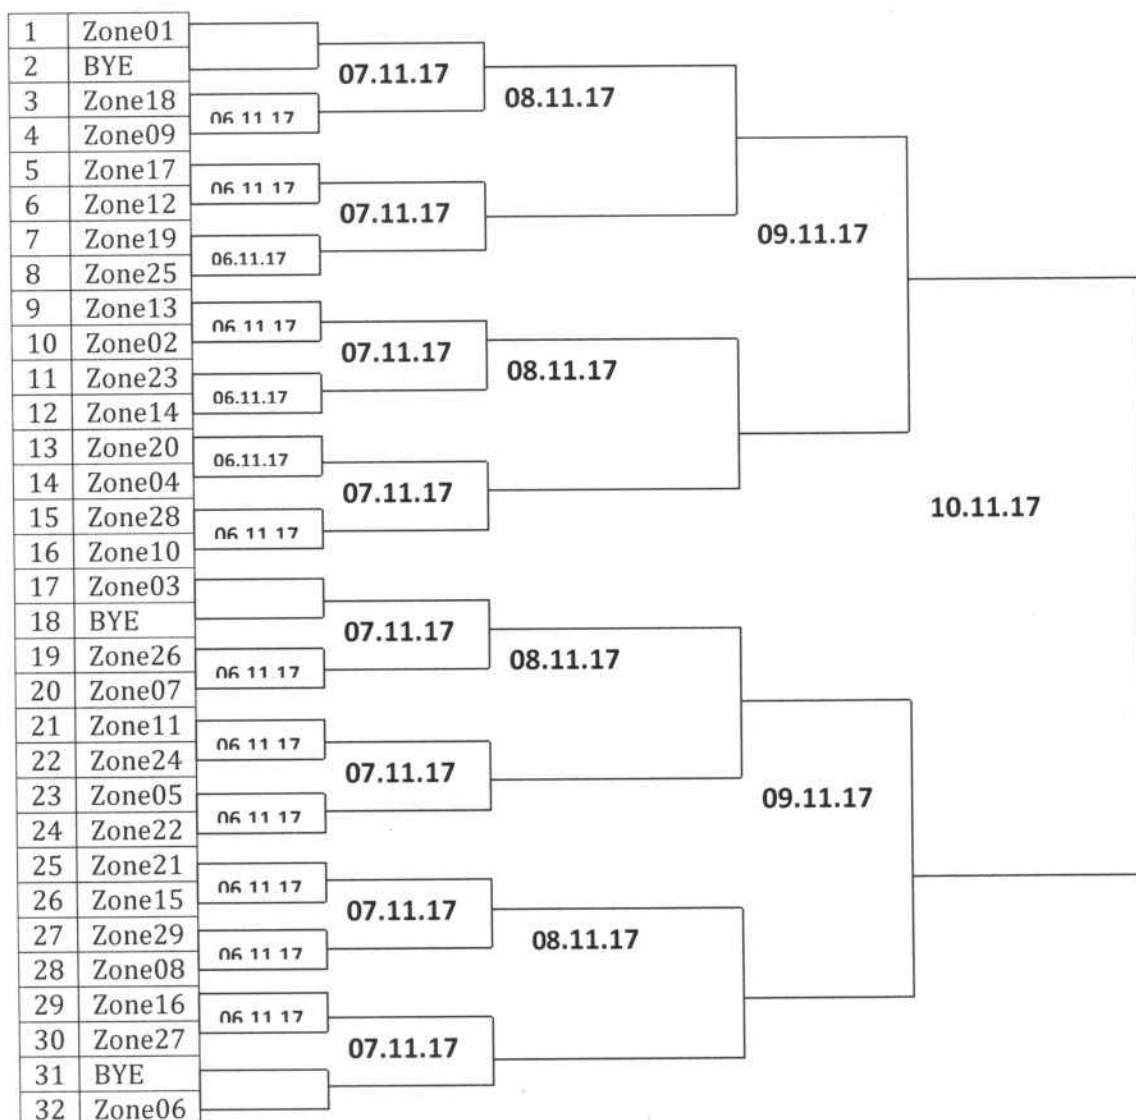 1 Zone01
2 BYE
07.11.17
3 Zone18
08.11.17
06.11.17
4 Zone09
5 Zone17
06.11.17
6 Zone12
07.11.17
7 Zone19
09.11.17
06.11.17
8 Zone25
9 Zone13
06.11.17
10 Zone02
07.11.17
11 Zone23
08.11.17
06.11.17
12 Zone14
13 Zone20
06.11.17
14 Zone04
07.11.17
15 Zone28
10.11.17
06.11.17
16 Zone10
17 Zone03
18 BYE
07.11.17
19 Zone26
08.11.17
06.11.17
20 Zone07
21 Zone11
06.11.17
22 Zone24
07.11.17
23 Zone05
09.11.17
06.11.17
24 Zone22
25 Zone21
06.11.17
26 Zone15
07.11.17
27 Zone29
08.11.17
06.11.17
28 Zone08
29 Zone16
06.11.17
30 Zone27
07.11.17
31 BYE
32 Zone06